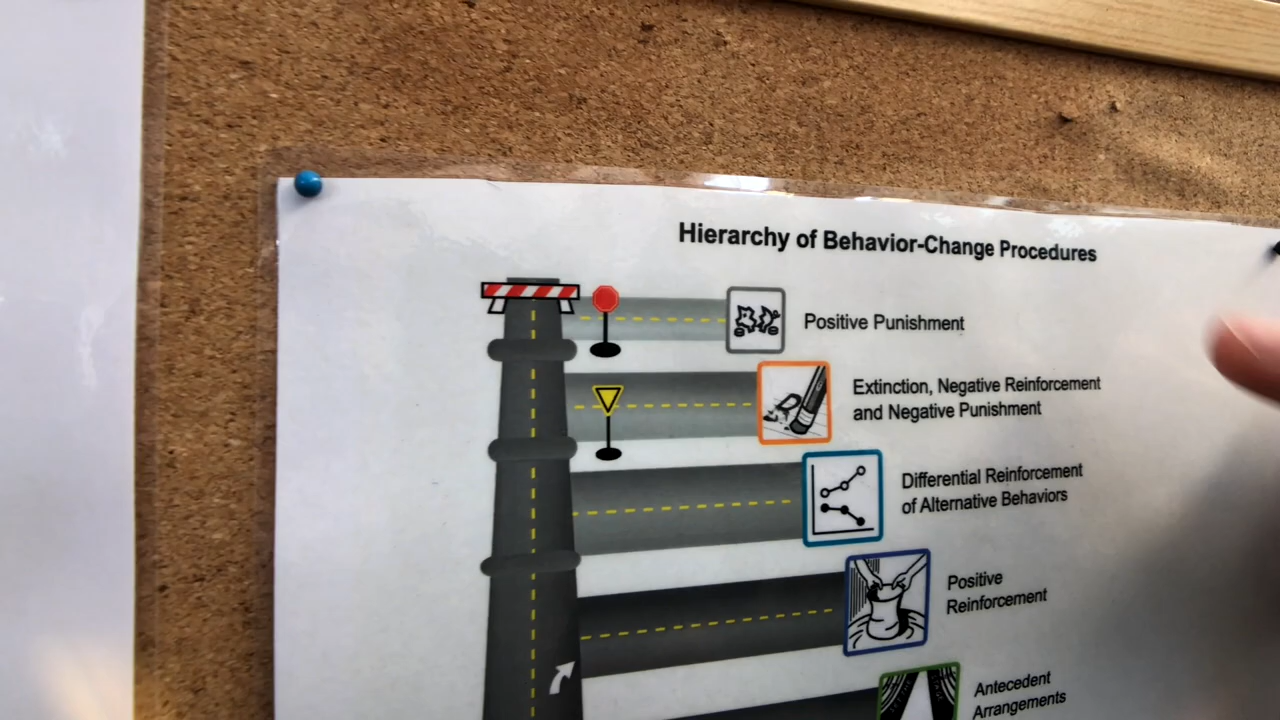 Hierarchy of Behavior-Change Procedures
Positive Punishment
Extinction, Negative Reinforcement
and Negative Punishment
Differential Reinforcement
of Alternative Behaviors
Positive
Reinforcement
Antecedent
Arrangements